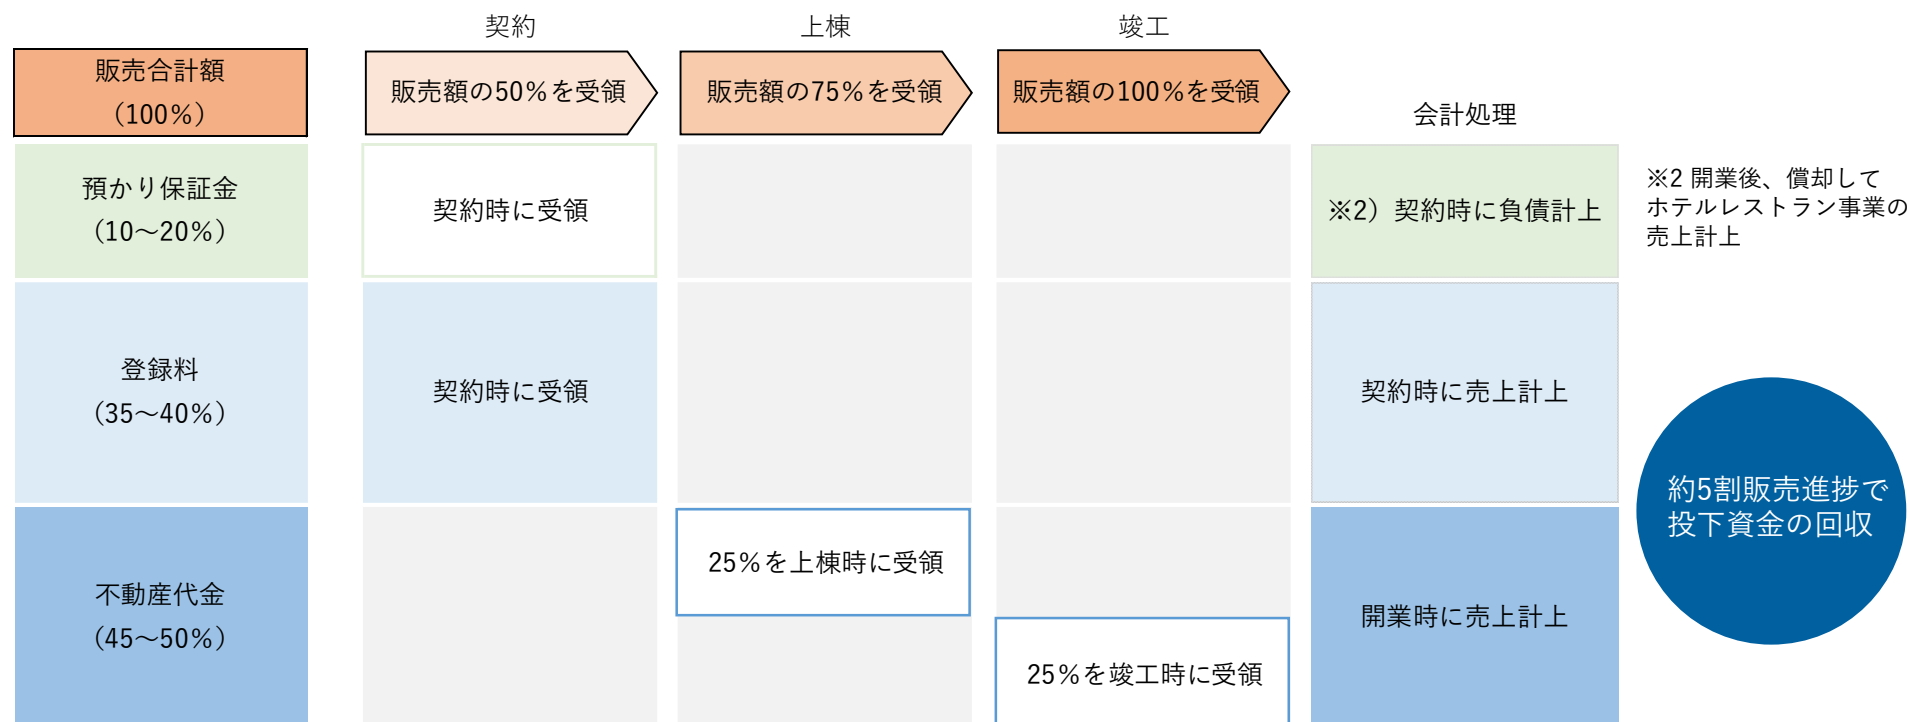 契約
上棟
竣工
販売合計額
（100％）
販売額の50％を受領
販売額の75％を受領
販売額の100％を受領
会計処理
預かり保証金
（10～20％）
契約時に受領
※2）契約時に負債計上
※2 開業後、償却して
ホテルレストラン事業の
売上計上
登録料
（35～40％）
契約時に受領
契約時に売上計上
約5割販売進捗で
投下資金の回収
不動産代金
（45～50％）
25％を上棟時に受領
25％を竣工時に受領
開業時に売上計上